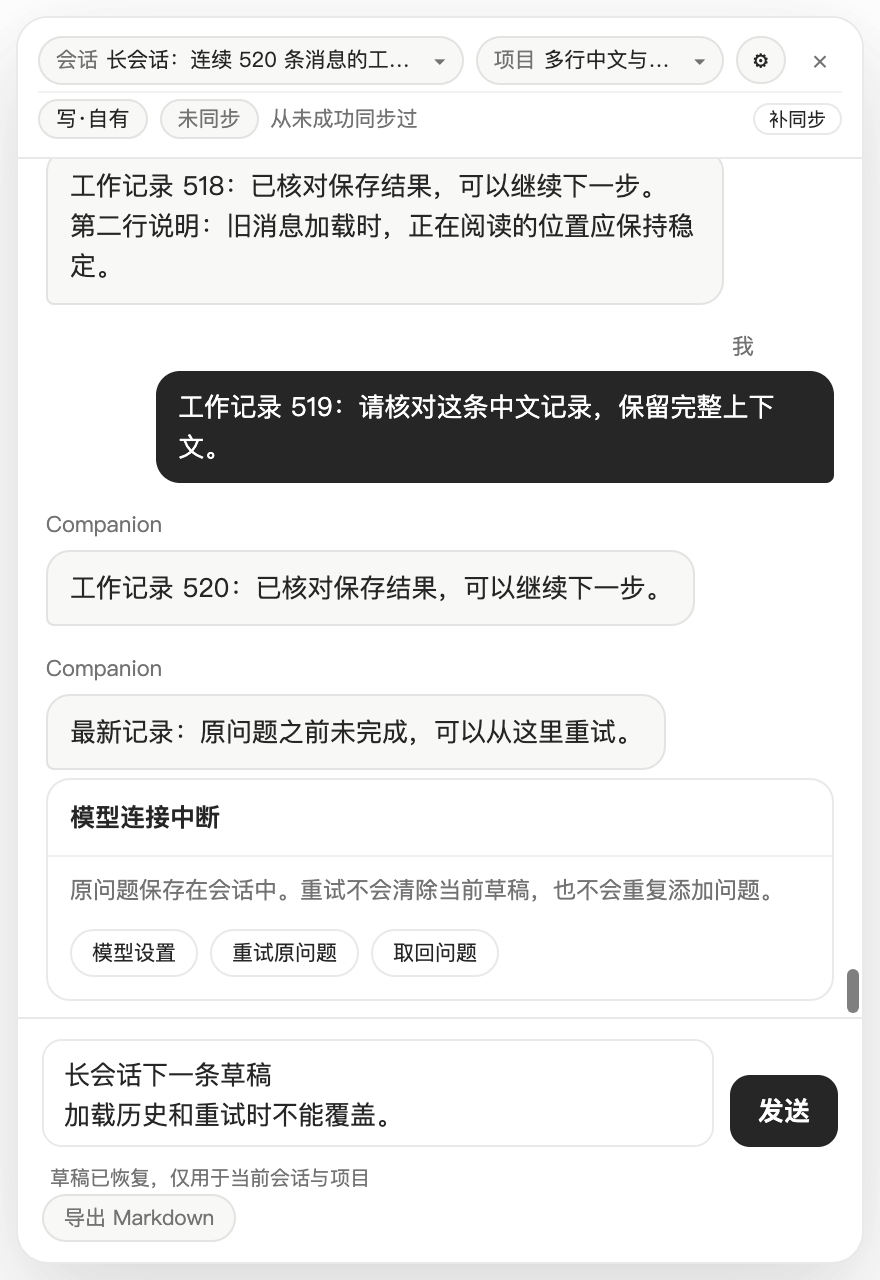 会话 长会话：连续 520 条消息的工…
项目 多行中文与…
写·自有 未同步 从未成功同步过 补同步
工作记录 518：已核对保存结果，可以继续下一步。
第二行说明：旧消息加载时，正在阅读的位置应保持稳
定。
我
工作记录 519：请核对这条中文记录，保留完整上下
文。
Companion
工作记录 520：已核对保存结果，可以继续下一步。
Companion
最新记录：原问题之前未完成，可以从这里重试。
模型连接中断
原问题保存在会话中。重试不会清除当前草稿，也不会重复添加问题。
模型设置 重试原问题 取回问题
长会话下一条草稿
加载历史和重试时不能覆盖。
发送
草稿已恢复，仅用于当前会话与项目
导出 Markdown